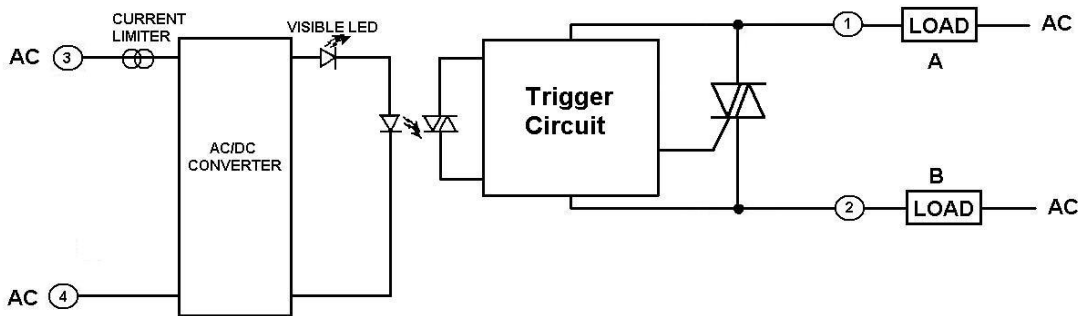 CURRENT
LIMITER
VISIBLE LED
AC
3
AC/DC
CONVERTER
Trigger
Circuit
1
LOAD
AC
A
B
2
LOAD
AC
AC
4